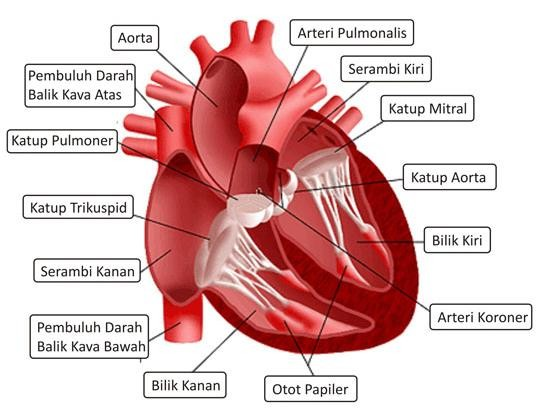 Aorta
Arteri Pulmonalis
Serambi Kiri
Pembuluh Darah
Balik Kava Atas
Katup Mitral
Katup Pulmoner
Katup Aorta
Katup Trikuspid
Bilik Kiri
Serambi Kanan
Arteri Koroner
Pembuluh Darah
Balik Kava Bawah
Bilik Kanan
Otot Papiler